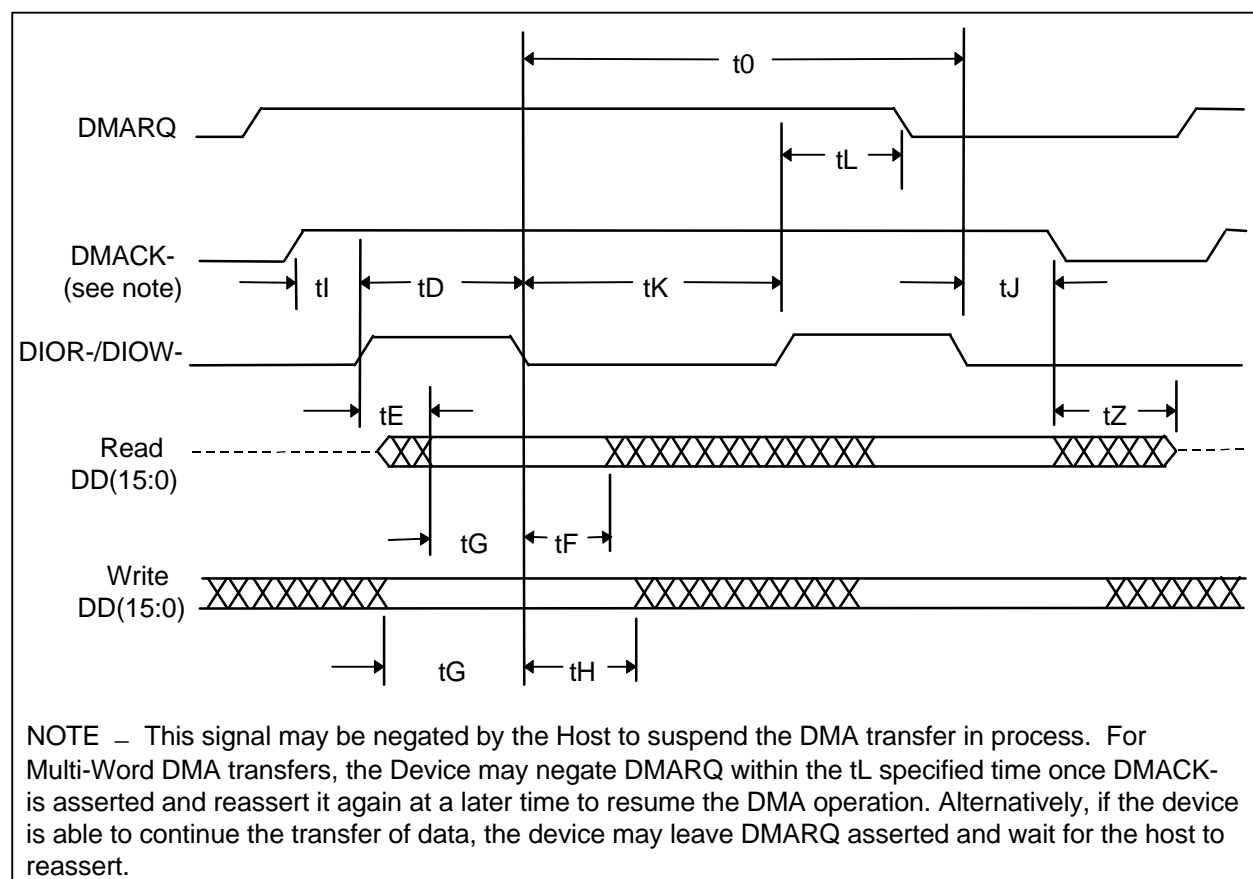 t0
DMARQ
tL
DMACK-
(see note)
tI
tD
tK
tJ
DIOR-/DIOW-
tE
tZ
Read
DD(15:0)
tG
tF
Write
DD(15:0)
tG
tH
NOTE – This signal may be negated by the Host to suspend the DMA transfer in process. For
Multi-Word DMA transfers, the Device may negate DMARQ within the tL specified time once DMACK-
is asserted and reassert it again at a later time to resume the DMA operation. Alternatively, if the device
is able to continue the transfer of data, the device may leave DMARQ asserted and wait for the host to
reassert.